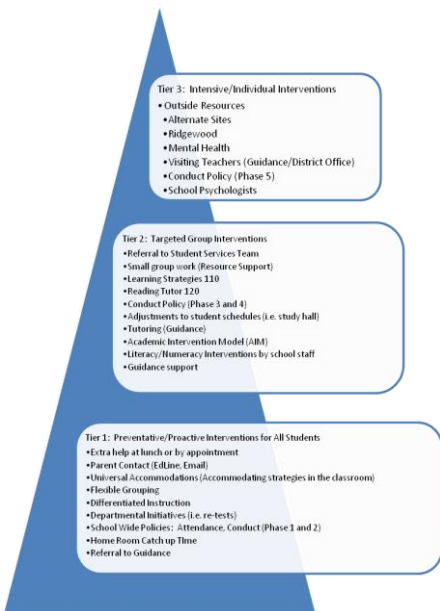 Tier 3:  Intensive/Individual Interventions
•Outside Resources
•Alternate Sites
•Ridgewood
•Mental Health
•Visiting Teachers (Guidance/District Office)
•Conduct Policy (Phase 5)
•School Psychologists
Tier 2:  Targeted Group Interventions
•Referral to Student Services Team
•Small group work (Resource Support)
•Learning Strategies 110
•Reading Tutor 120
•Conduct Policy (Phase 3 and 4)
•Adjustments to student schedules (i.e. study hall)
•Tutoring (Guidance)
•Academic Intervention Model (AIM)
•Literacy/Numeracy Interventions by school staff
•Guidance support
Tier 1:  Preventative/Proactive Interventions for All Students
•Extra help at lunch or by appointment
•Parent Contact (EdLine, Email)
•Universal Accommodations (Accommodating strategies in the classroom)
•Flexible Grouping
•Differentiated Instruction
•Departmental Initiatives (i.e. re-tests)
•School Wide Policies:  Attendance, Conduct (Phase 1 and 2)
•Home Room Catch up TIme
•Referral to Guidance